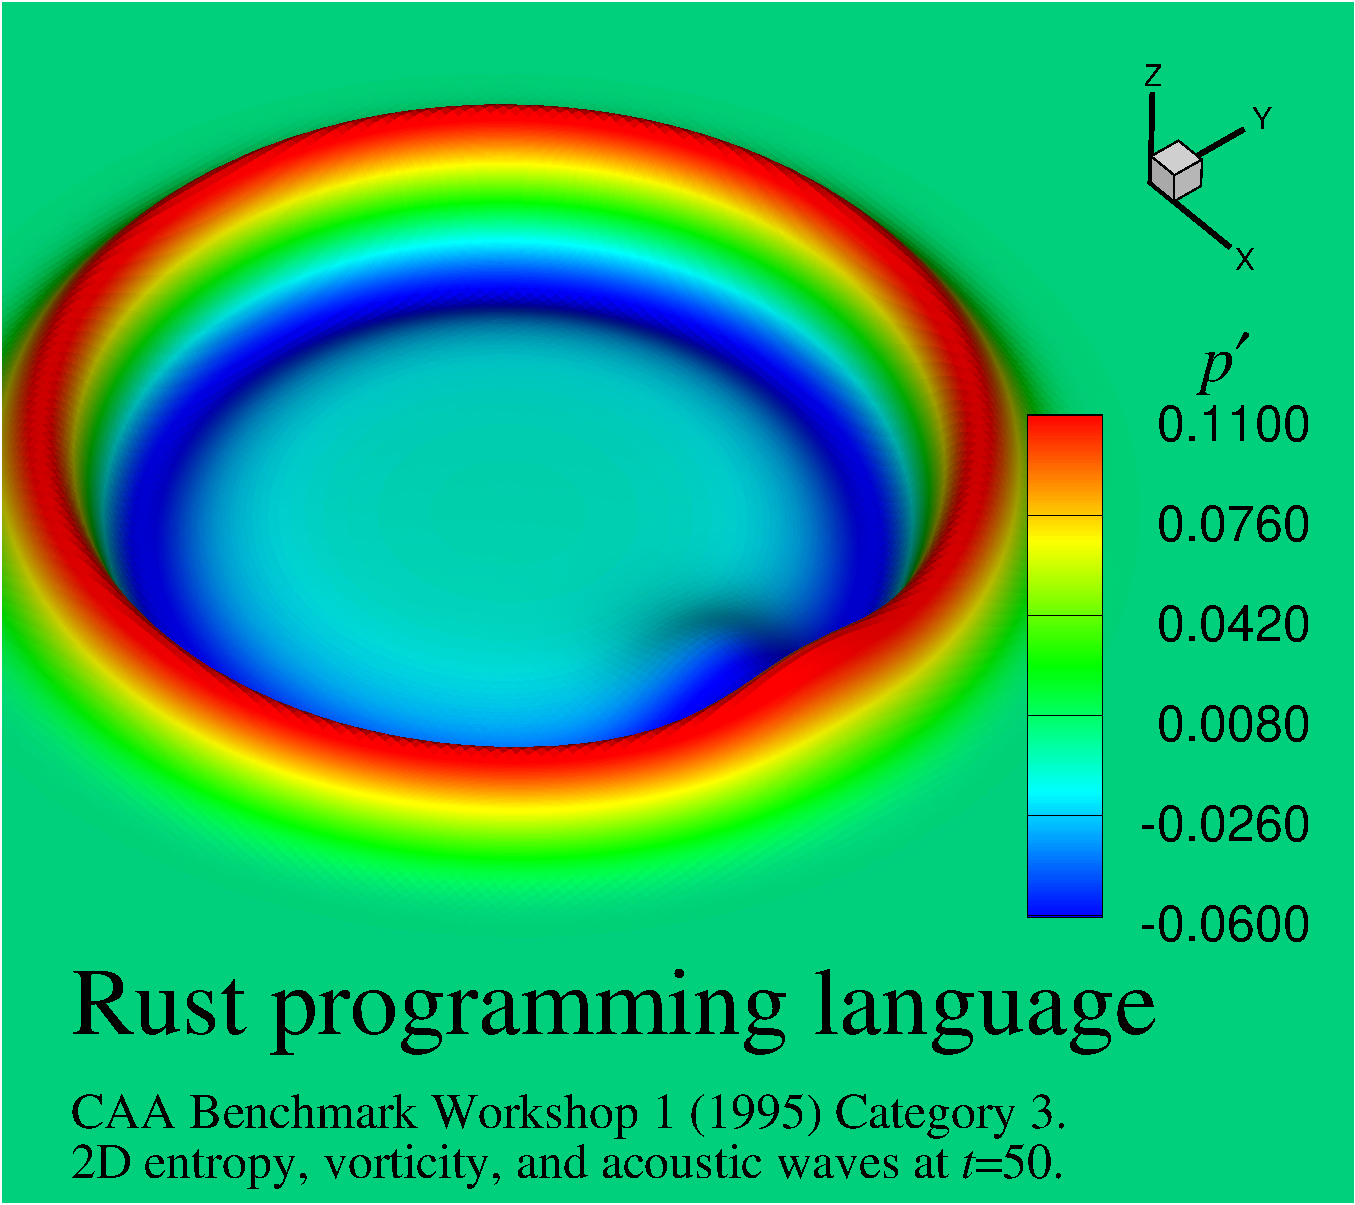 Z
Y
X
p′
0.1100
0.0760
0.0420
0.0080
-0.0260
-0.0600
Rust programming language
CAA Benchmark Workshop 1 (1995) Category 3.
2D entropy, vorticity, and acoustic waves at t=50.